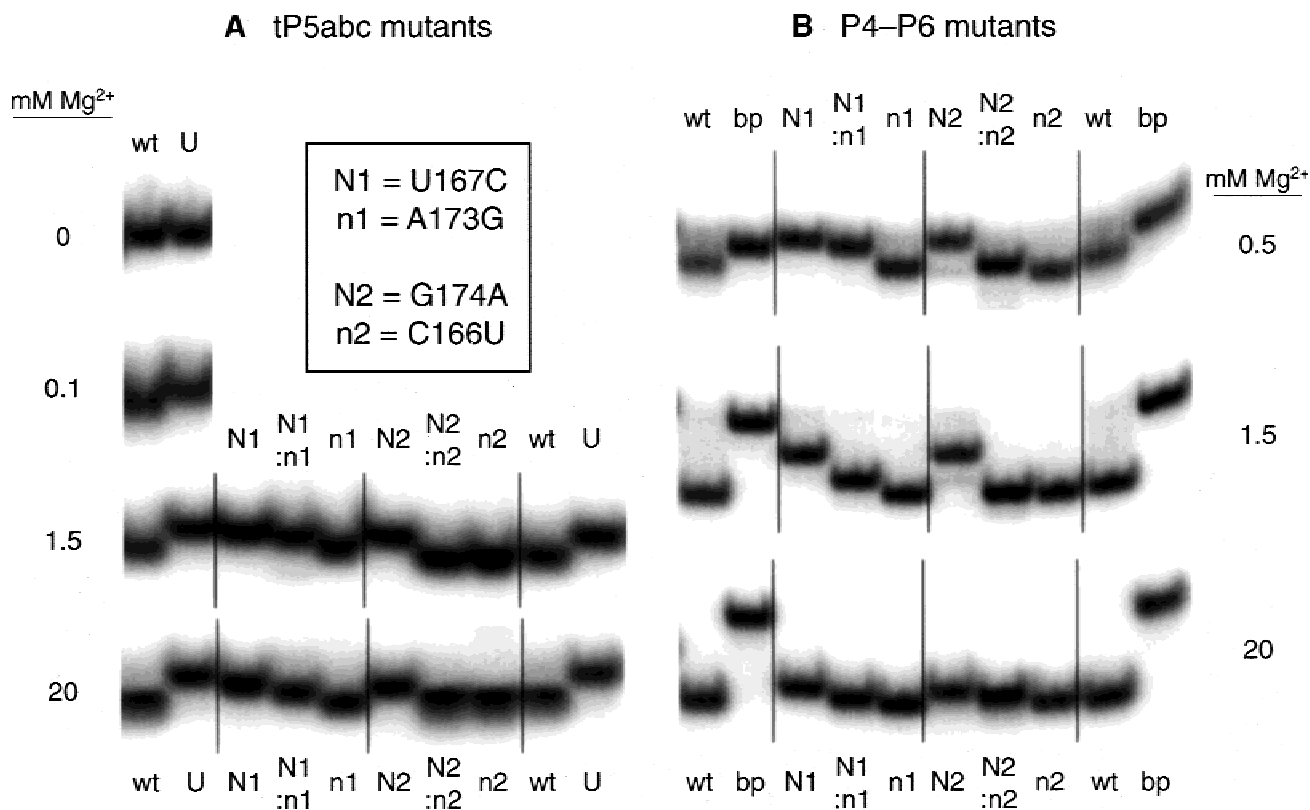 A tP5abc mutants
mM Mg²⁺
wt U
0
0.1
N1 = U167C
n1 = A173G
N2 = G174A
n2 = C166U
N1 N1:n1 n1 N2 N2:n2 n2 wt U
1.5
20
wt U N1 N1:n1 n1 N2 N2:n2 n2 wt U
B P4–P6 mutants
wt bp N1 N1:n1 n1 N2 N2:n2 n2 wt bp
mM Mg²⁺
0.5
1.5
20
wt bp N1 N1:n1 n1 N2 N2:n2 n2 wt bp